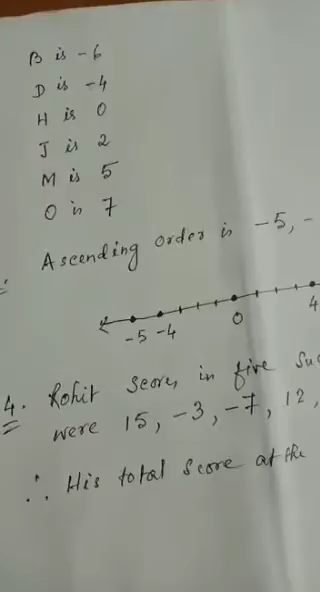 B is -6
D is -4
H is 0
J is 2
M is 5
O is 7
Ascending order is -5, -
-5 -4 0 4
4. Rohit scores in five suc
were 15, -3, -7, 12,
∴ His total score at the